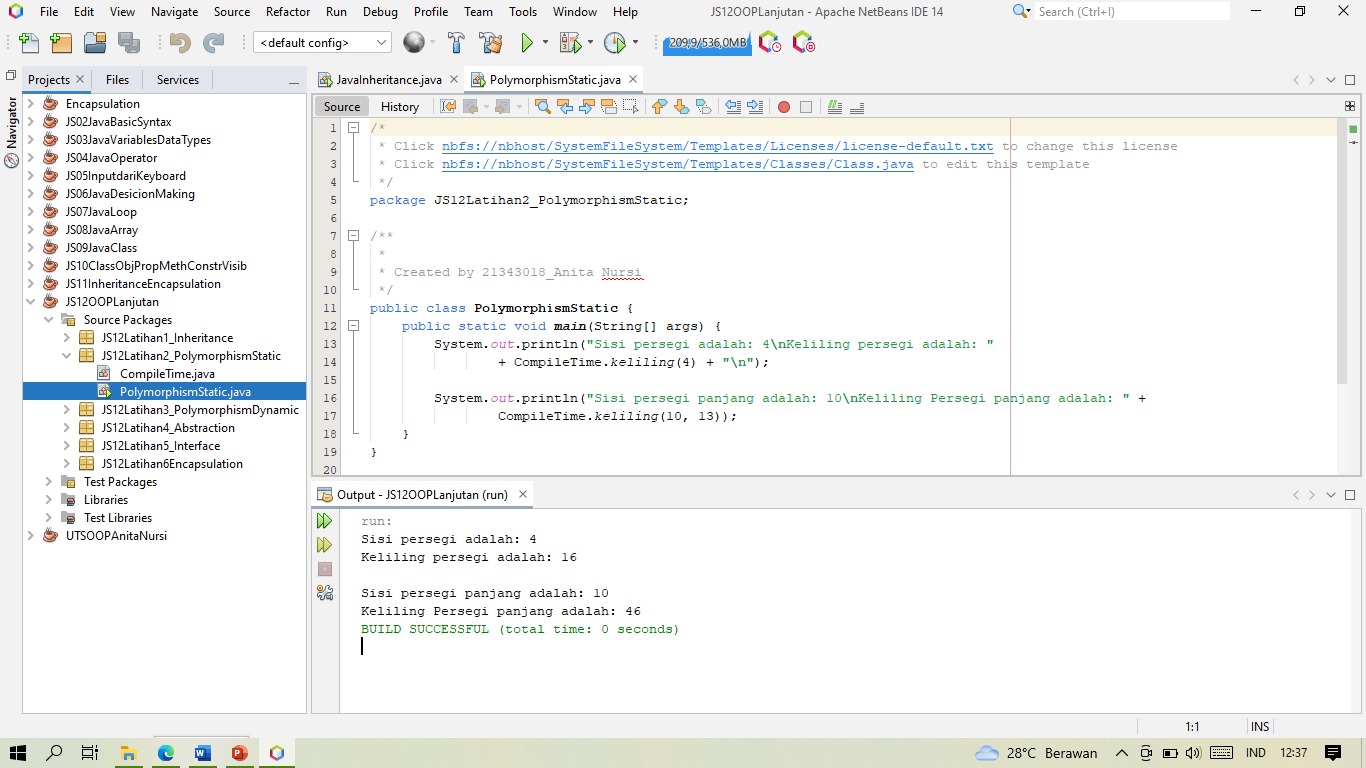 File Edit View Navigate Source Refactor Run Debug Profile Team Tools Window Help
JS12OOPLanjutan - Apache NetBeans IDE 14
Search (Ctrl+I)
<default config>
209,9/536,0MB
Projects
Files
Services
Navigator
Encapsulation
JS02JavaBasicSyntax
JS03JavaVariablesDataTypes
JS04JavaOperator
JS05InputdariKeyboard
JS06JavaDesicionMaking
JS07JavaLoop
JS08JavaArray
JS09JavaClass
JS10ClassObjPropMethConstrVisib
JS11InheritanceEncapsulation
JS12OOPLanjutan
Source Packages
JS12Latihan1_Inheritance
JS12Latihan2_PolymorphismStatic
CompileTime.java
PolymorphismStatic.java
JS12Latihan3_PolymorphismDynamic
JS12Latihan4_Abstraction
JS12Latihan5_Interface
JS12Latihan6Encapsulation
Test Packages
Libraries
Test Libraries
UTSOOPAnitaNursi
JavaInheritance.java
PolymorphismStatic.java
Source History
1 /*
2 * Click nbfs://nbhost/SystemFileSystem/Templates/Licenses/license-default.txt to change this license
3 * Click nbfs://nbhost/SystemFileSystem/Templates/Classes/Class.java to edit this template
4 */
5 package JS12Latihan2_PolymorphismStatic;
6
7 /**
8 *
9 * Created by 21343018_Anita Nursi
10 */
11 public class PolymorphismStatic {
12 public static void main(String[] args) {
13 System.out.println("Sisi persegi adalah: 4\nKeliling persegi adalah: "
14 + CompileTime.keliling(4) + "\n");
15
16 System.out.println("Sisi persegi panjang adalah: 10\nKeliling Persegi panjang adalah: " +
17 CompileTime.keliling(10, 13));
18 }
19 }
20
Output - JS12OOPLanjutan (run)
run:
Sisi persegi adalah: 4
Keliling persegi adalah: 16
Sisi persegi panjang adalah: 10
Keliling Persegi panjang adalah: 46
BUILD SUCCESSFUL (total time: 0 seconds)
1:1
INS
28°C Berawan
IND
12:37